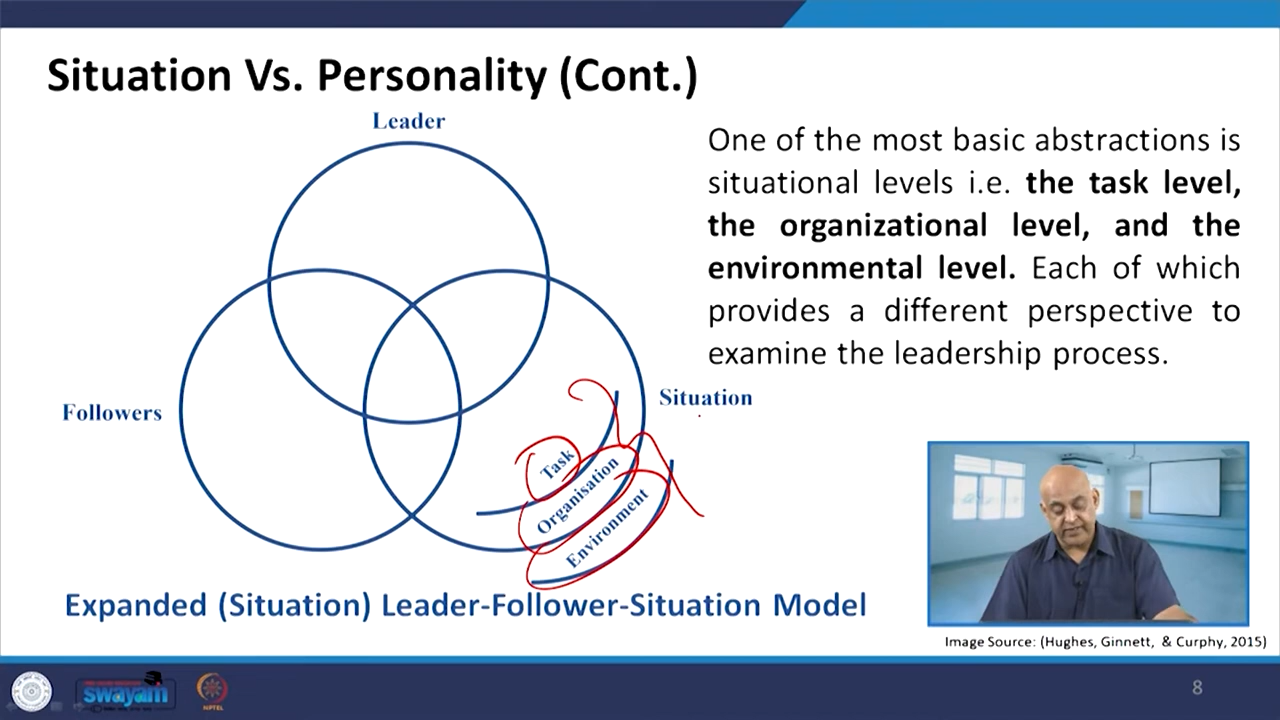 Situation Vs. Personality (Cont.)
Leader
One of the most basic abstractions is
situational levels i.e. the task level,
the organizational level, and the
environmental level. Each of which
provides a different perspective to
examine the leadership process.
Followers
Situation
Task
Organisation
Environment
Expanded (Situation) Leader-Follower-Situation Model
Image Source: (Hughes, Ginnett, & Curphy, 2015)
swayam
NPTEL
8